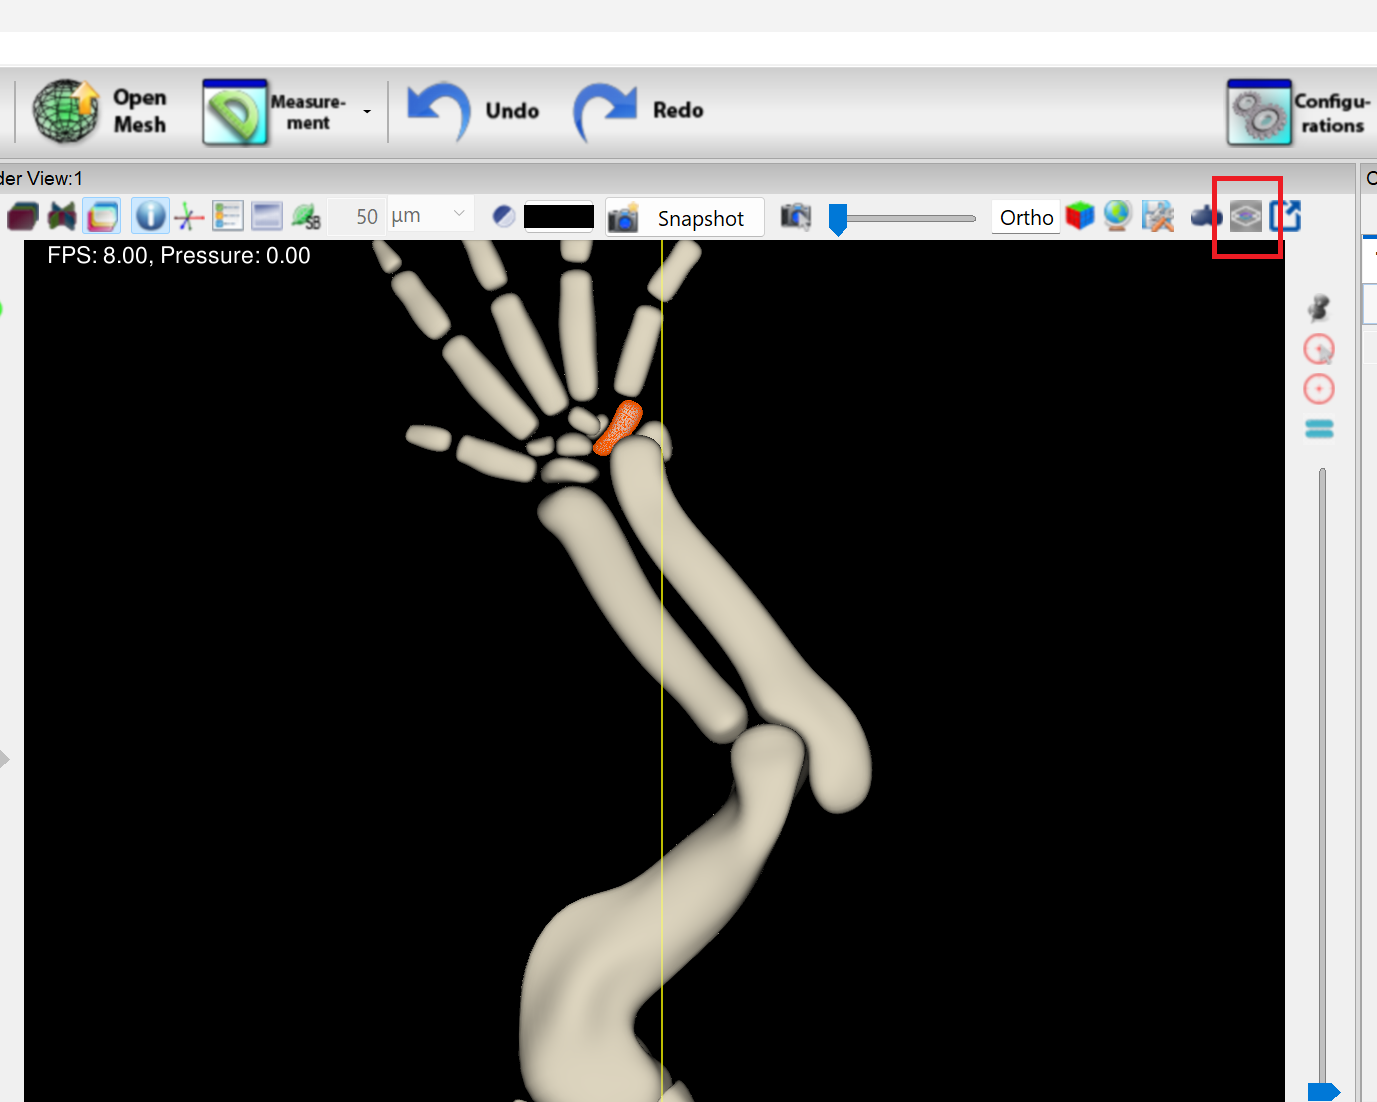 Open
Mesh
Measure-
ment
Undo
Redo
Configu-
rations
der View:1
SB
50
µm
Snapshot
Ortho
FPS: 8.00, Pressure: 0.00